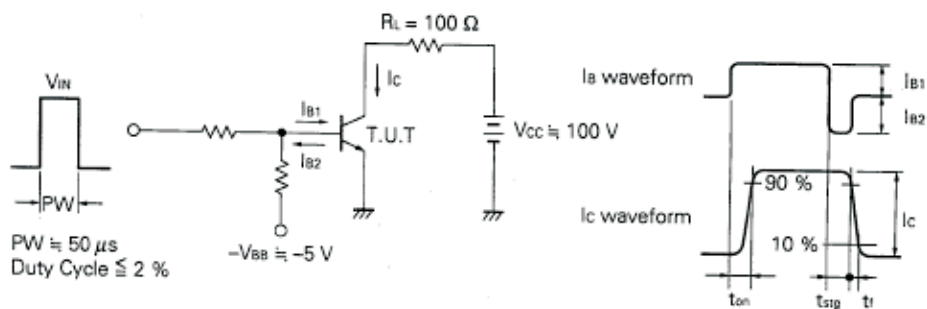 RL = 100 Ω
VIN
IC
IB1
T.U.T
IB2
VCC ≒ 100 V
PW
PW ≒ 50 μs
Duty Cycle ≦ 2 %
−VBB ≒ −5 V
IB waveform
IB1
IB2
90 %
IC waveform
IC
10 %
ton
tstg
tf